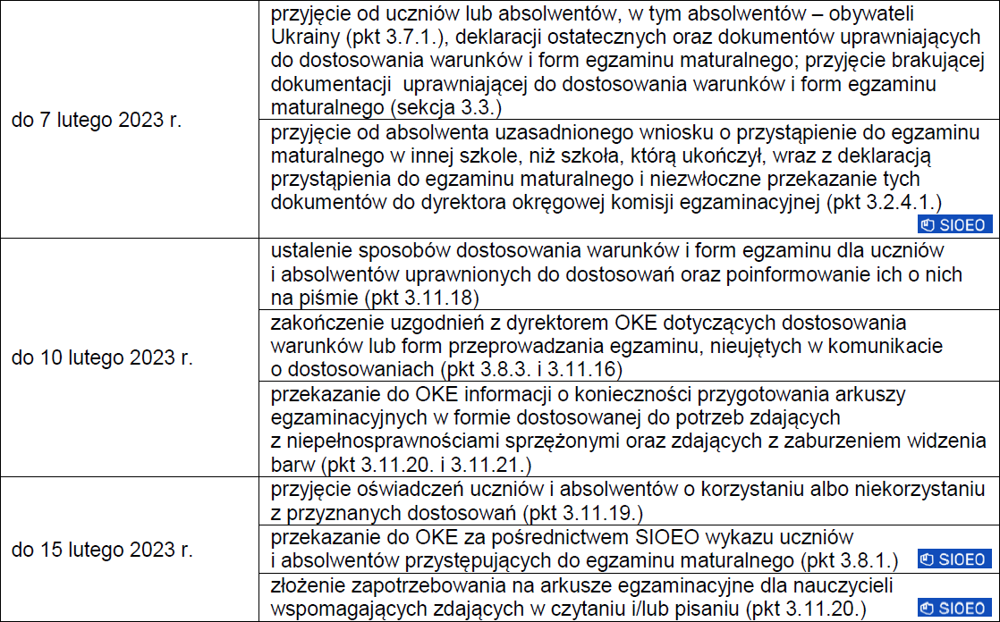 do 7 lutego 2023 r.
przyjęcie od uczniów lub absolwentów, w tym absolwentów – obywateli
Ukrainy (pkt 3.7.1.), deklaracji ostatecznych oraz dokumentów uprawniających
do dostosowania warunków i form egzaminu maturalnego; przyjęcie brakującej
dokumentacji uprawniającej do dostosowania warunków i form egzaminu
maturalnego (sekcja 3.3.)
przyjęcie od absolwenta uzasadnionego wniosku o przystąpienie do egzaminu
maturalnego w innej szkole, niż szkoła, którą ukończył, wraz z deklaracją
przystąpienia do egzaminu maturalnego i niezwłoczne przekazanie tych
dokumentów do dyrektora okręgowej komisji egzaminacyjnej (pkt 3.2.4.1.)
SIOEO
do 10 lutego 2023 r.
ustalenie sposobów dostosowania warunków i form egzaminu dla uczniów
i absolwentów uprawnionych do dostosowań oraz poinformowanie ich o nich
na piśmie (pkt 3.11.18)
zakończenie uzgodnień z dyrektorem OKE dotyczących dostosowania
warunków lub form przeprowadzania egzaminu, nieujętych w komunikacie
o dostosowaniach (pkt 3.8.3. i 3.11.16)
przekazanie do OKE informacji o konieczności przygotowania arkuszy
egzaminacyjnych w formie dostosowanej do potrzeb zdających
z niepełnosprawnościami sprzężonymi oraz zdających z zaburzeniem widzenia
barw (pkt 3.11.20. i 3.11.21.)
do 15 lutego 2023 r.
przyjęcie oświadczeń uczniów i absolwentów o korzystaniu albo niekorzystaniu
z przyznanych dostosowań (pkt 3.11.19.)
przekazanie do OKE za pośrednictwem SIOEO wykazu uczniów
i absolwentów przystępujących do egzaminu maturalnego (pkt 3.8.1.) SIOEO
złożenie zapotrzebowania na arkusze egzaminacyjne dla nauczycieli
wspomagających zdających w czytaniu i/lub pisaniu (pkt 3.11.20.) SIOEO